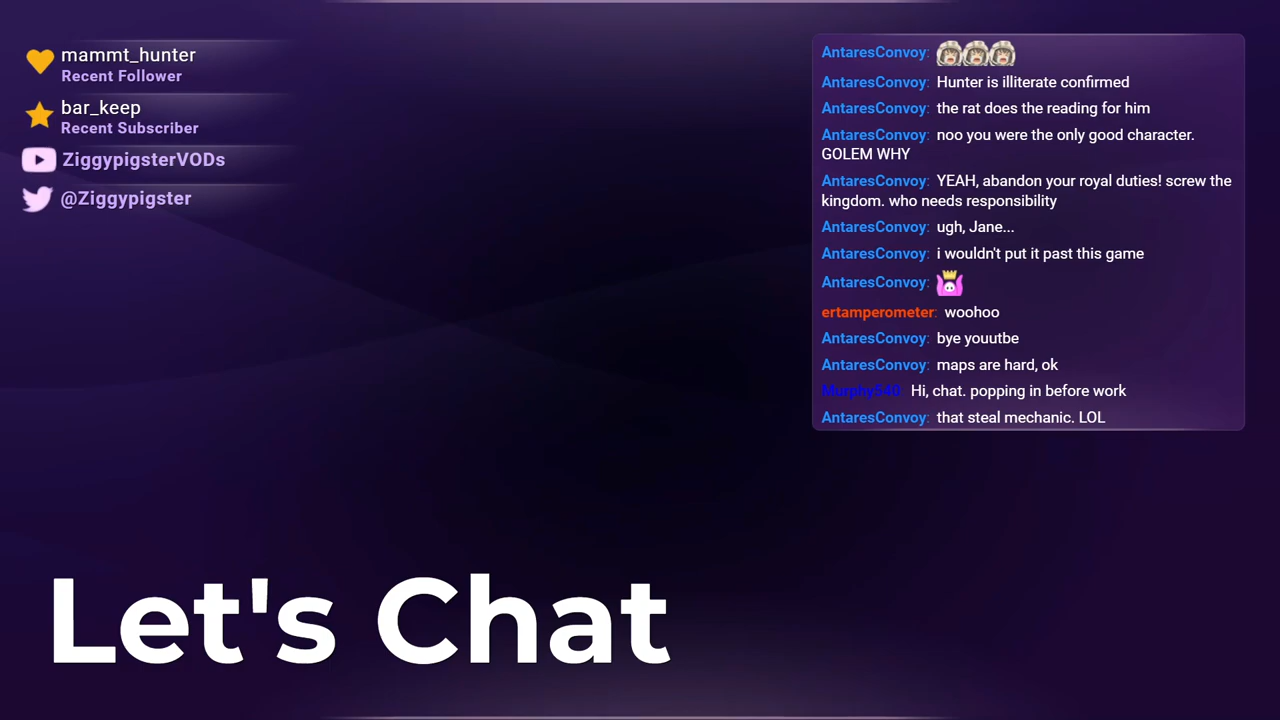 mammt_hunter
Recent Follower
bar_keep
Recent Subscriber
ZiggypigsterVODs
@Ziggypigster
AntaresConvoy:
AntaresConvoy: Hunter is illiterate confirmed
AntaresConvoy: the rat does the reading for him
AntaresConvoy: noo you were the only good character.
GOLEM WHY
AntaresConvoy: YEAH, abandon your royal duties! screw the
kingdom. who needs responsibility
AntaresConvoy: ugh, Jane...
AntaresConvoy: i wouldn't put it past this game
AntaresConvoy:
ertamperometer: woohoo
AntaresConvoy: bye youutbe
AntaresConvoy: maps are hard, ok
Murphy540: Hi, chat. popping in before work
AntaresConvoy: that steal mechanic. LOL
Let's Chat